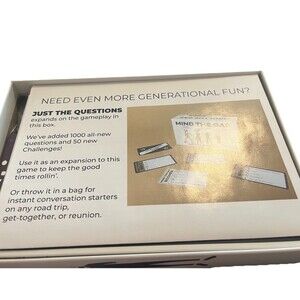 NEED EVEN MORE GENERATIONAL FUN?
JUST THE QUESTIONS
expands on the gameplay in
this box.
We've added 1000 all-new
questions and 50 new
Challenges!
Use it as an expansion to this
game to keep the good
times rollin'.
Or throw it in a bag for
instant conversation starters
on any road trip,
get-together, or reunion.
MIND THE GAP